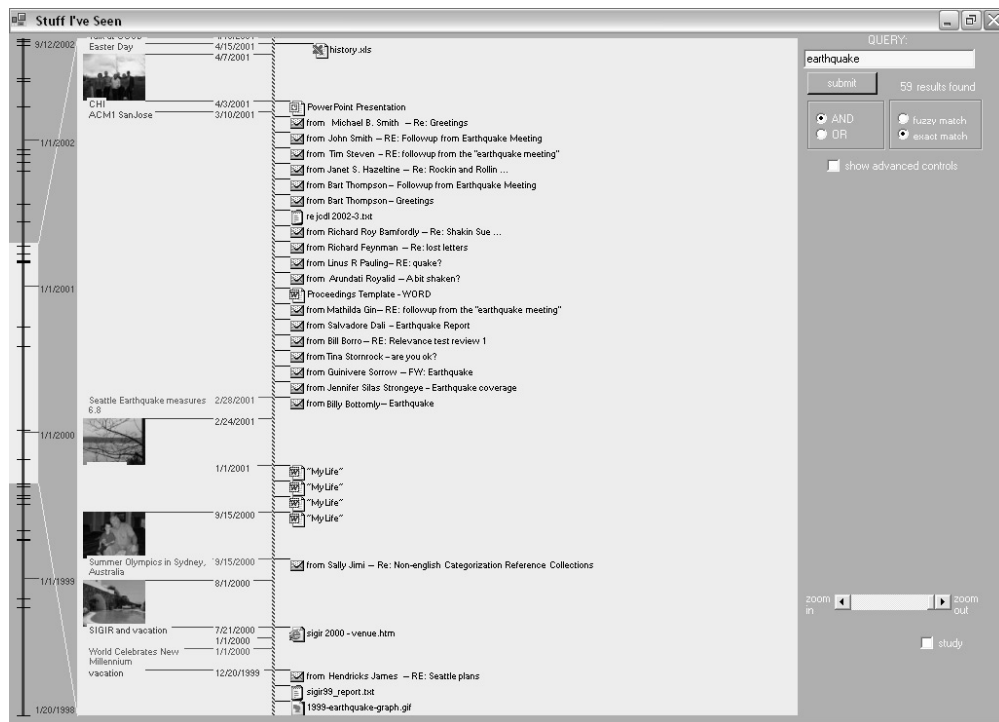 Stuff I've Seen
9/12/2002
Easter Day 4/15/2001
history.xls
4/7/2001
CHI 4/3/2001
PowerPoint Presentation
ACM1 SanJose 3/10/2001
from Michael B. Smith – Re: Greetings
from John Smith – RE: Followup from Earthquake Meeting
1/1/2002
from Tim Steven – RE: followup from the "earthquake meeting"
from Janet S. Hazeltine – Re: Rockin and Rollin ...
from Bart Thompson – Followup from Earthquake Meeting
from Bart Thompson – Greetings
re jcdl 2002-3.txt
from Richard Roy Bamfordly – Re: Shakin Sue ...
from Richard Feynman – Re: lost letters
from Linus R Pauling– RE: quake?
from Arundati Royalid – A bit shaken?
1/1/2001
Proceedings Template - WORD
from Mathilda Gin– RE: followup from the "earthquake meeting"
from Salvadore Dali - Earthquake Report
from Bill Borro – RE: Relevance test review 1
from Tina Stornrock – are you ok?
from Guinivere Sorrow – FW: Earthquake
from Jennifer Silas Strongeye - Earthquake coverage
Seattle Earthquake measures 2/28/2001
6.8
from Billy Bottomly– Earthquake
2/24/2001
1/1/2000
1/1/2001
"MyLife"
"MyLife"
"MyLife"
9/15/2000
"MyLife"
Summer Olympics in Sydney, 9/15/2000
Australia
from Sally Jimi – Re: Non-english Categorization Reference Collections
1/1/1999
8/1/2000
SIGIR and vacation 7/21/2000
sigir 2000 - venue.htm
1/1/2000
World Celebrates New 1/1/2000
Millennium
vacation 12/20/1999
from Hendricks James – RE: Seattle plans
sigir99_report.txt
1999-earthquake-graph.gif
1/20/1998
QUERY:
earthquake
submit
59 results found
AND
OR
fuzzy match
exact match
show advanced controls
zoom in
zoom out
study